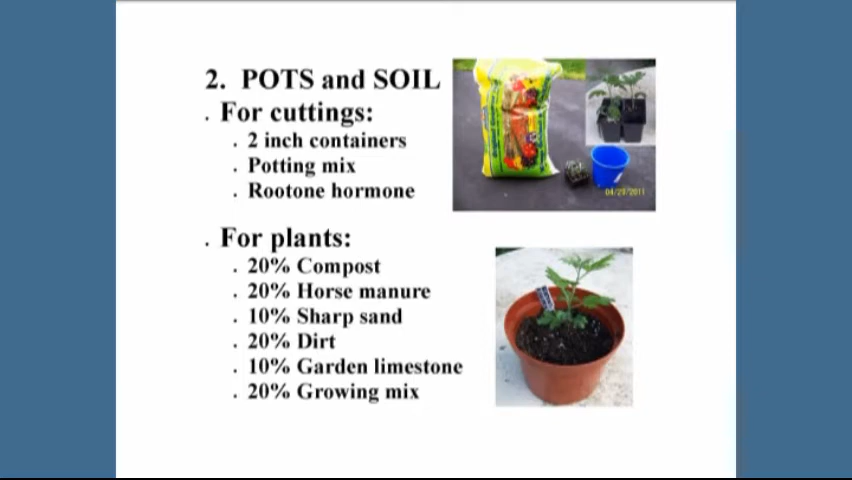 2. POTS and SOIL
. For cuttings:
. 2 inch containers
. Potting mix
. Rootone hormone
. For plants:
. 20% Compost
. 20% Horse manure
. 10% Sharp sand
. 20% Dirt
. 10% Garden limestone
. 20% Growing mix
04/29/2011